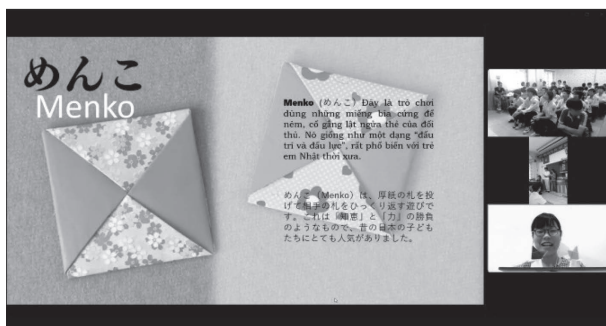 めんこ
Menko
Menko (めんこ) Đây là trò chơi
dùng những miếng bìa cứng để
ném, cố gắng lật ngửa thẻ của đối
thủ. Nó giống như một dạng “đấu
trí và đấu lực”, rất phổ biến với trẻ
em Nhật thời xưa.
めんこ (Menko) は、厚紙の札を投
げて相手の札をひっくり返す遊びで
す。これは「知恵」と「力」の勝負
のようなもので、昔の日本の子ども
たちにとても人気がありました。